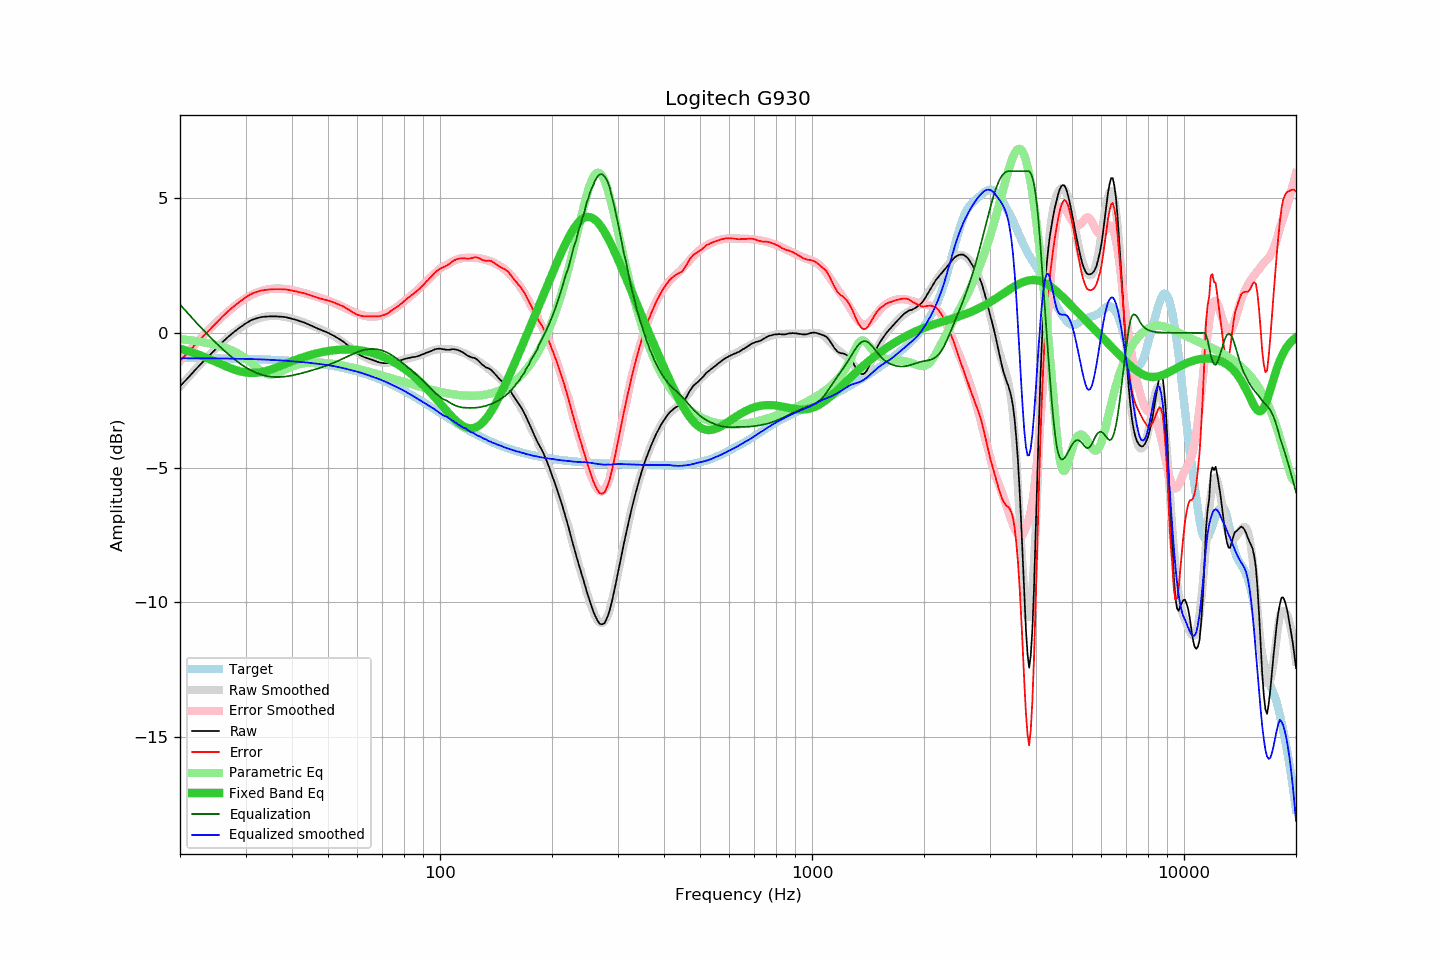 Logitech G930
Amplitude (dBr)
5
0
−5
−10
−15
Target
Raw Smoothed
Error Smoothed
Raw
Error
Parametric Eq
Fixed Band Eq
Equalization
Equalized smoothed
100 1000 10000
Frequency (Hz)